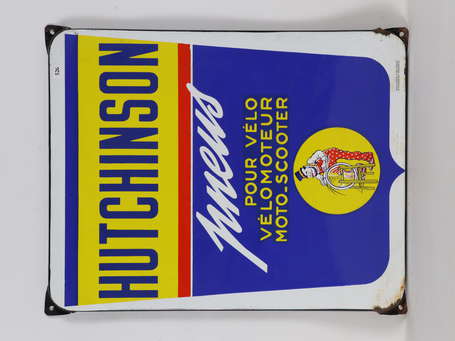 HUTCHINSON
pneus
POUR VÉLO
VÉLOMOTEUR
MOTO-SCOOTER